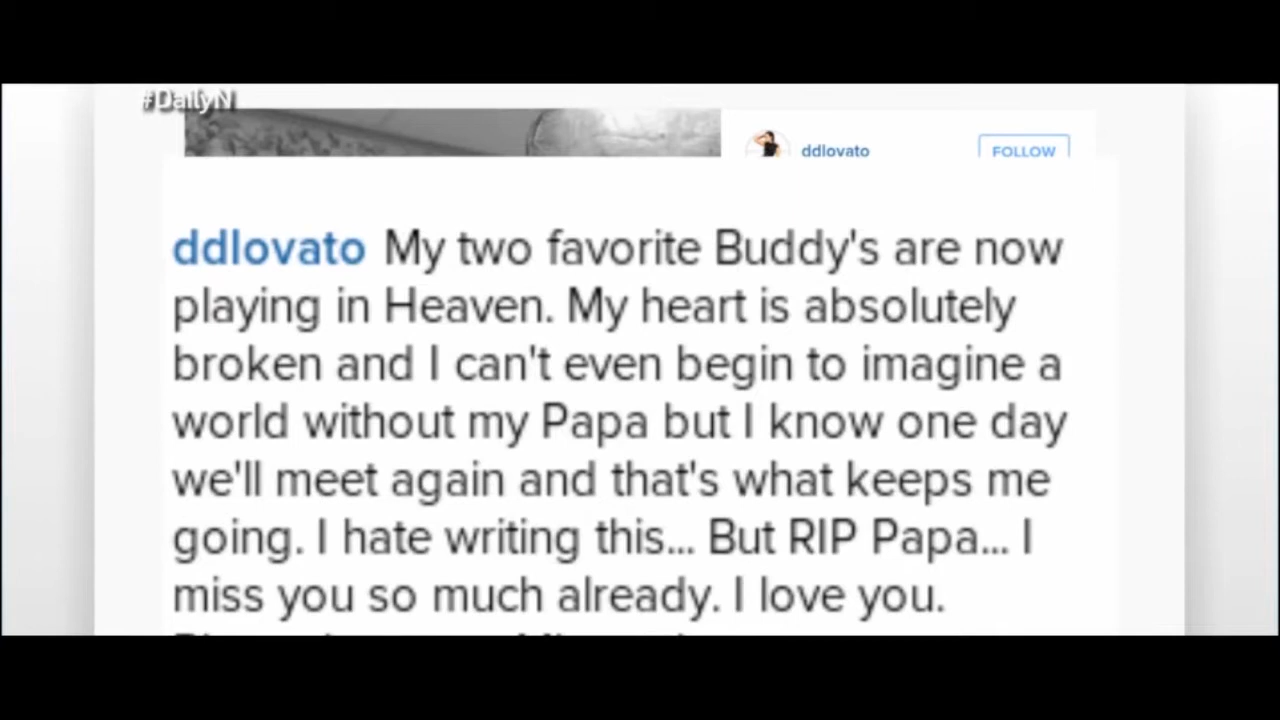 #DailyN
ddlovato FOLLOW
ddlovato My two favorite Buddy's are now
playing in Heaven. My heart is absolutely
broken and I can't even begin to imagine a
world without my Papa but I know one day
we'll meet again and that's what keeps me
going. I hate writing this... But RIP Papa... I
miss you so much already. I love you.